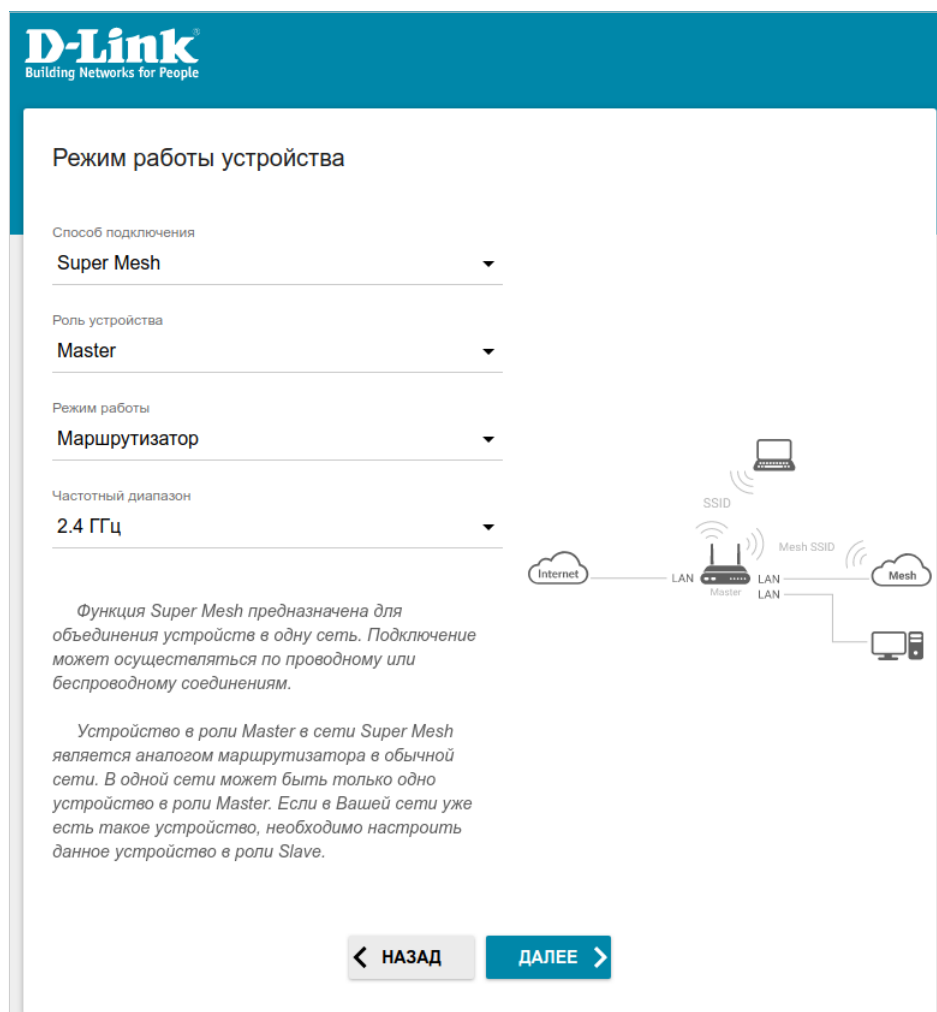 D-Link®
Building Networks for People
Режим работы устройства
Способ подключения
Super Mesh
Роль устройства
Master
Режим работы
Маршрутизатор
Частотный диапазон
2.4 ГГц
SSID
Mesh SSID
Internet
LAN
LAN
Mesh
Master
LAN
Функция Super Mesh предназначена для
объединения устройств в одну сеть. Подключение
может осуществляться по проводному или
беспроводному соединениям.
Устройство в роли Master в сети Super Mesh
является аналогом маршрутизатора в обычной
сети. В одной сети может быть только одно
устройство в роли Master. Если в Вашей сети уже
есть такое устройство, необходимо настроить
данное устройство в роли Slave.
НАЗАД
ДАЛЕЕ